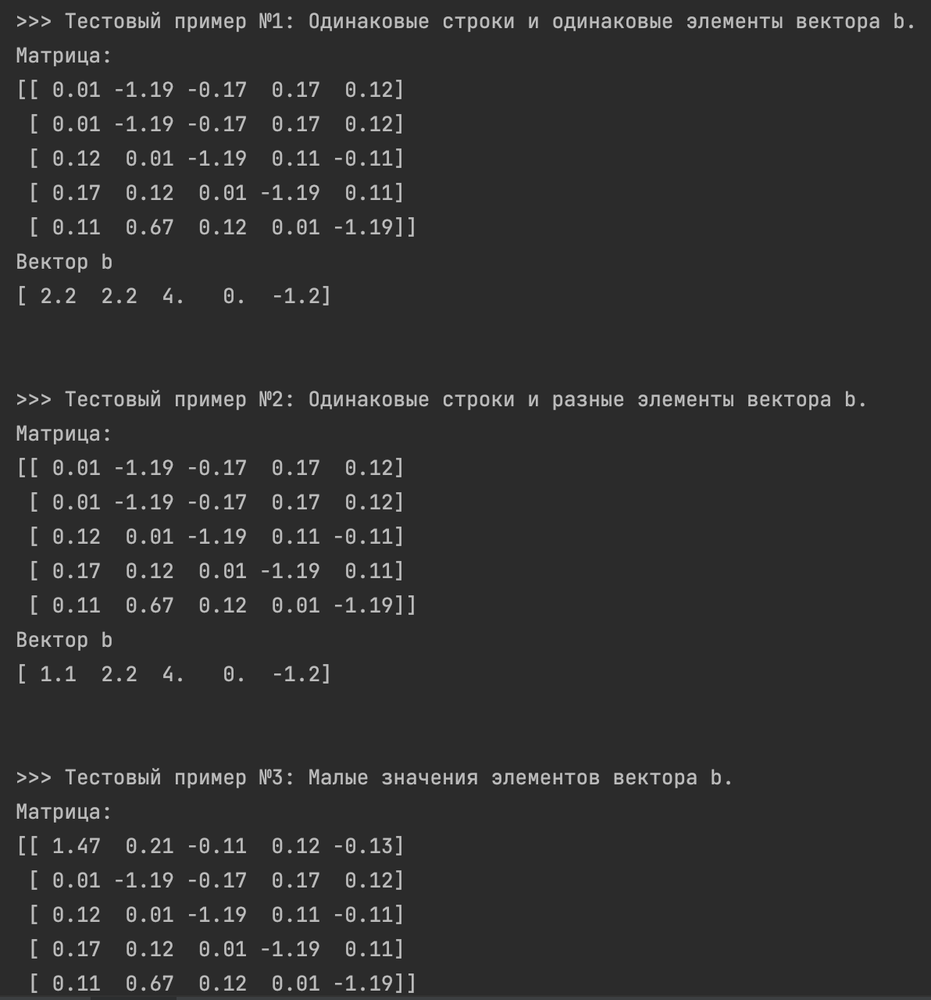 >>> Тестовый пример №1: Одинаковые строки и одинаковые элементы вектора b.
Матрица:
[[ 0.01 -1.19 -0.17  0.17  0.12]
 [ 0.01 -1.19 -0.17  0.17  0.12]
 [ 0.12  0.01 -1.19  0.11 -0.11]
 [ 0.17  0.12  0.01 -1.19  0.11]
 [ 0.11  0.67  0.12  0.01 -1.19]]
Вектор b
[ 2.2  2.2  4.   0.  -1.2]
>>> Тестовый пример №2: Одинаковые строки и разные элементы вектора b.
Матрица:
[[ 0.01 -1.19 -0.17  0.17  0.12]
 [ 0.01 -1.19 -0.17  0.17  0.12]
 [ 0.12  0.01 -1.19  0.11 -0.11]
 [ 0.17  0.12  0.01 -1.19  0.11]
 [ 0.11  0.67  0.12  0.01 -1.19]]
Вектор b
[ 1.1  2.2  4.   0.  -1.2]
>>> Тестовый пример №3: Малые значения элементов вектора b.
Матрица:
[[ 1.47  0.21 -0.11  0.12 -0.13]
 [ 0.01 -1.19 -0.17  0.17  0.12]
 [ 0.12  0.01 -1.19  0.11 -0.11]
 [ 0.17  0.12  0.01 -1.19  0.11]
 [ 0.11  0.67  0.12  0.01 -1.19]]